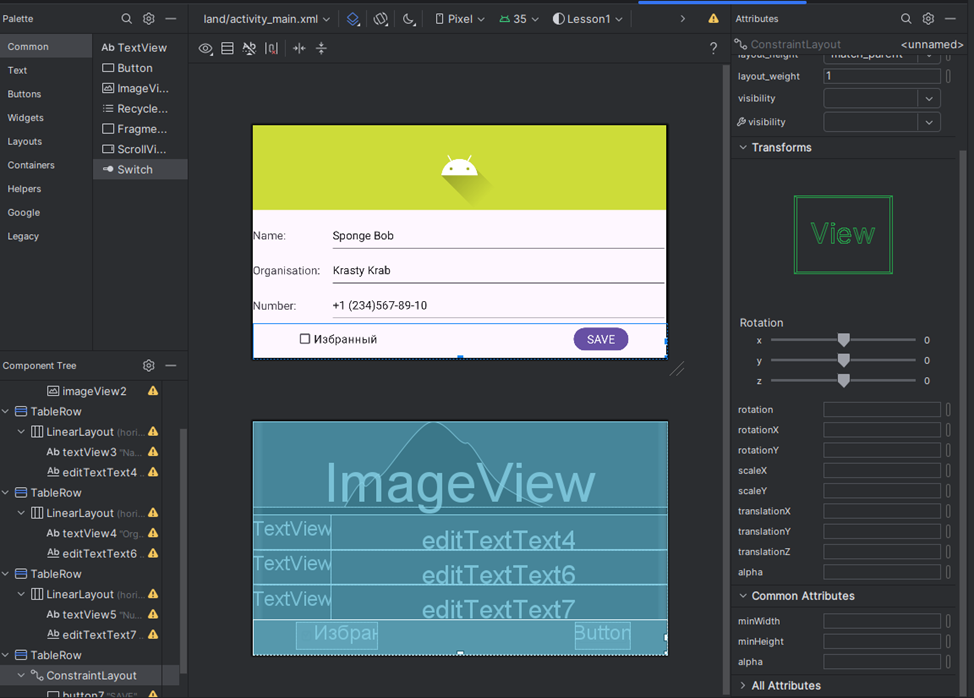 Palette
land/activity_main.xml
Pixel
35
Lesson1
Attributes
Common
Text
Buttons
Widgets
Layouts
Containers
Helpers
Google
Legacy
Ab TextView
Button
ImageVi...
Recycle...
Fragme...
ScrollVi...
Switch
?
ConstraintLayout
<unnamed>
layout_height
match_parent
layout_weight
1
visibility
visibility
Transforms
View
Rotation
x
0
y
0
z
0
rotation
rotationX
rotationY
scaleX
scaleY
translationX
translationY
translationZ
alpha
Common Attributes
minWidth
minHeight
alpha
All Attributes
Name:
Sponge Bob
Organisation:
Krasty Krab
Number:
+1 (234)567-89-10
Избранный
SAVE
ImageView
TextView
editTextText4
TextView
editTextText6
TextView
editTextText7
Избран
Button
Component Tree
imageView2
TableRow
LinearLayout (hori...
Ab textView3 "Na...
Ab editTextText4
TableRow
LinearLayout (hori...
Ab textView4 "Org...
Ab editTextText6
TableRow
LinearLayout (hori...
Ab textView5 "Nu...
Ab editTextText7
TableRow
ConstraintLayout
button7 "SAVE"